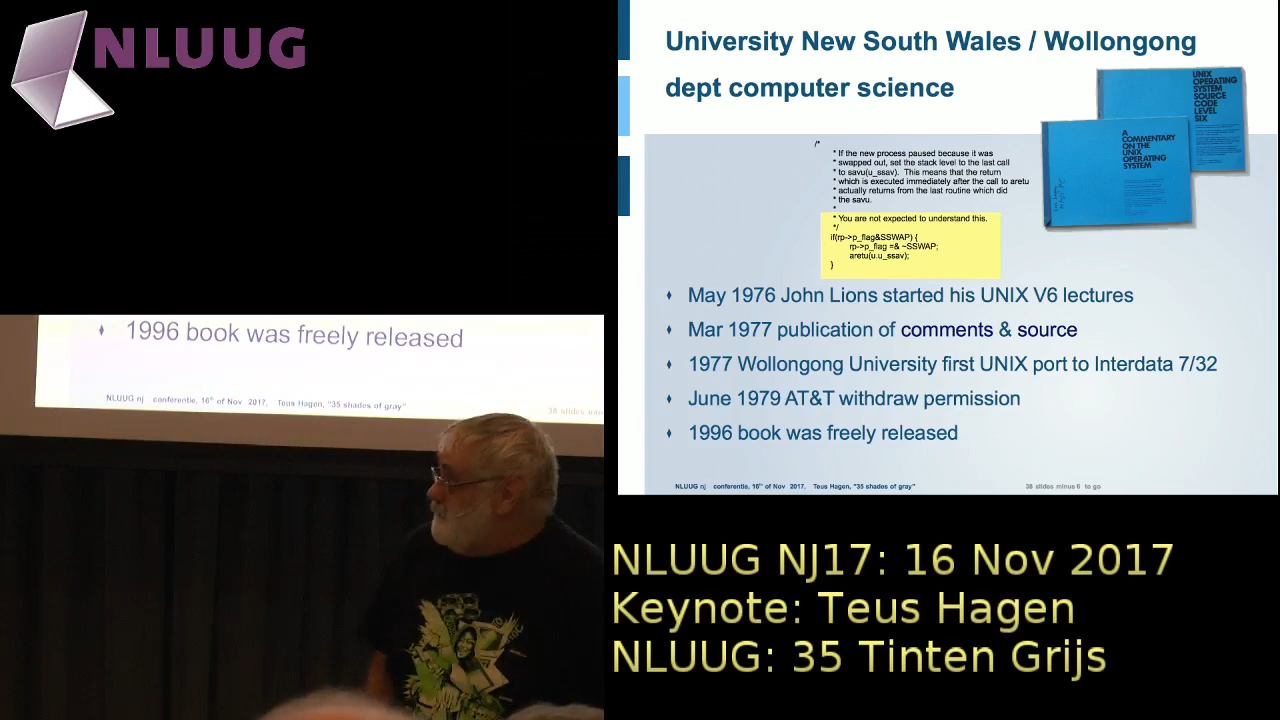 NLUUG
University New South Wales / Wollongong
dept computer science
UNIX
OPERATING
SYSTEM
SOURCE
CODE
LEVEL
SIX
A
COMMENTARY
ON THE
UNIX
OPERATING
SYSTEM
/*
* If the new process paused because it was
* swapped out, set the stack level to the last call
* to savu(u_ssav). This means that the return
* which is executed immediately after the call to aretu
* actually returns from the last routine which did
* the savu.
*
* You are not expected to understand this.
*/
if(rp->p_flag&SSWAP) {
rp->p_flag =& ~SSWAP;
aretu(u.u_ssav);
}
♦ May 1976 John Lions started his UNIX V6 lectures
♦ Mar 1977 publication of comments & source
♦ 1977 Wollongong University first UNIX port to Interdata 7/32
♦ June 1979 AT&T withdraw permission
♦ 1996 book was freely released
NLUUG nj conferentie, 16th of Nov 2017, Teus Hagen, "35 shades of gray"
38 slides minus 6 to go
♦ 1996 book was freely released
NLUUG nj conferentie, 16th of Nov 2017, Teus Hagen, "35 shades of gray"
38 slides
NLUUG NJ17: 16 Nov 2017
Keynote: Teus Hagen
NLUUG: 35 Tinten Grijs